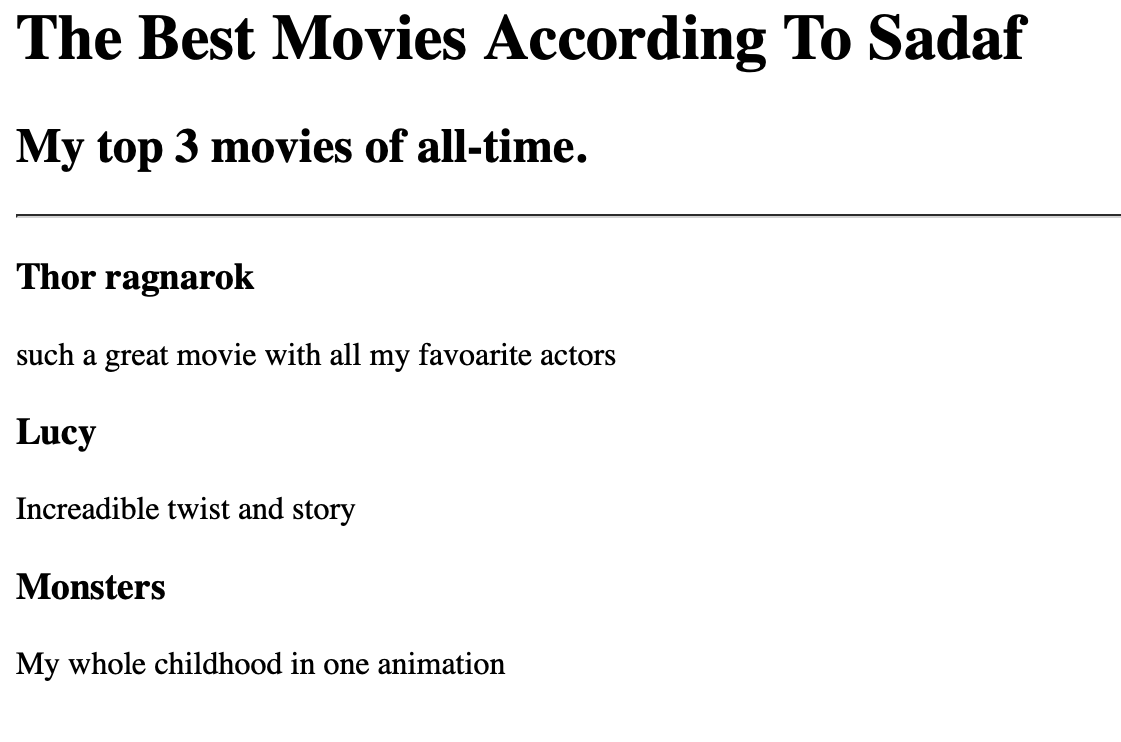 The Best Movies According To Sadaf
My top 3 movies of all-time.
Thor ragnarok
such a great movie with all my favoarite actors
Lucy
Increadible twist and story
Monsters
My whole childhood in one animation